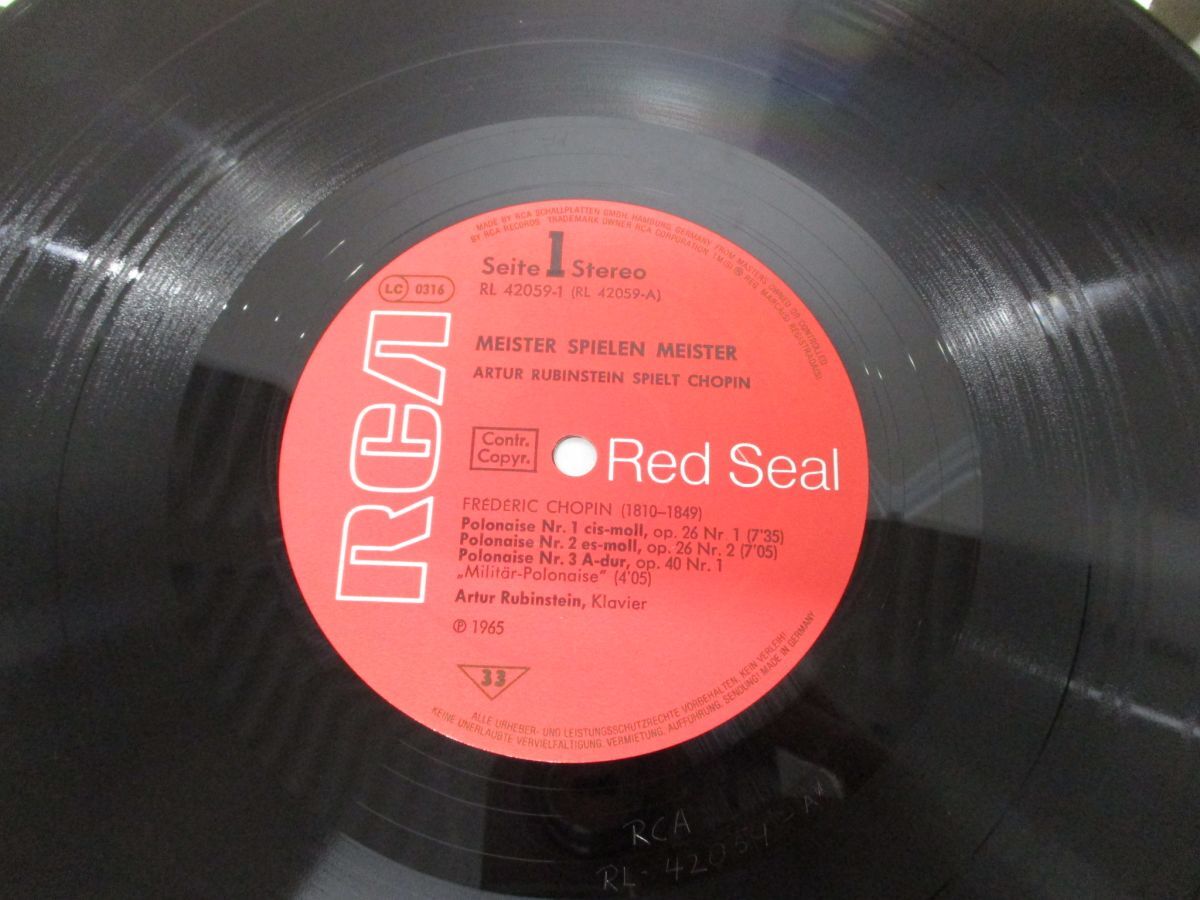 MADE BY RCA SCHALLPLATTEN GMBH, HAMBURG, GERMANY, FROM MASTERS OWNED OR CONTROLLED
BY RCA RECORDS. TRADEMARK OWNER RCA CORPORATION. TM(S) ® REG. MARCA(S) REGISTRADA(S)
Seite 1 Stereo
RL 42059-1 (RL 42059-A)
LC 0316
RCA
MEISTER SPIELEN MEISTER
ARTUR RUBINSTEIN SPIELT CHOPIN
Contr.
Copyr.
Red Seal
FRÉDÉRIC CHOPIN (1810–1849)
Polonaise Nr. 1 cis-moll, op. 26 Nr. 1 (7'35)
Polonaise Nr. 2 es-moll, op. 26 Nr. 2 (7'05)
Polonaise Nr. 3 A-dur, op. 40 Nr. 1
„Militär-Polonaise" (4'05)
Artur Rubinstein, Klavier
℗ 1965
33
ALLE URHEBER- UND LEISTUNGSSCHUTZRECHTE VORBEHALTEN. KEIN VERLEIH!
KEINE UNERLAUBTE VERVIELFÄLTIGUNG, VERMIETUNG, AUFFÜHRUNG, SENDUNG! MADE IN GERMANY
RCA